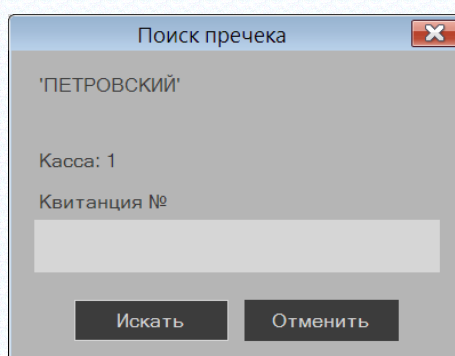 Поиск пречека
'ПЕТРОВСКИЙ'
Касса: 1
Квитанция №
Искать Отменить